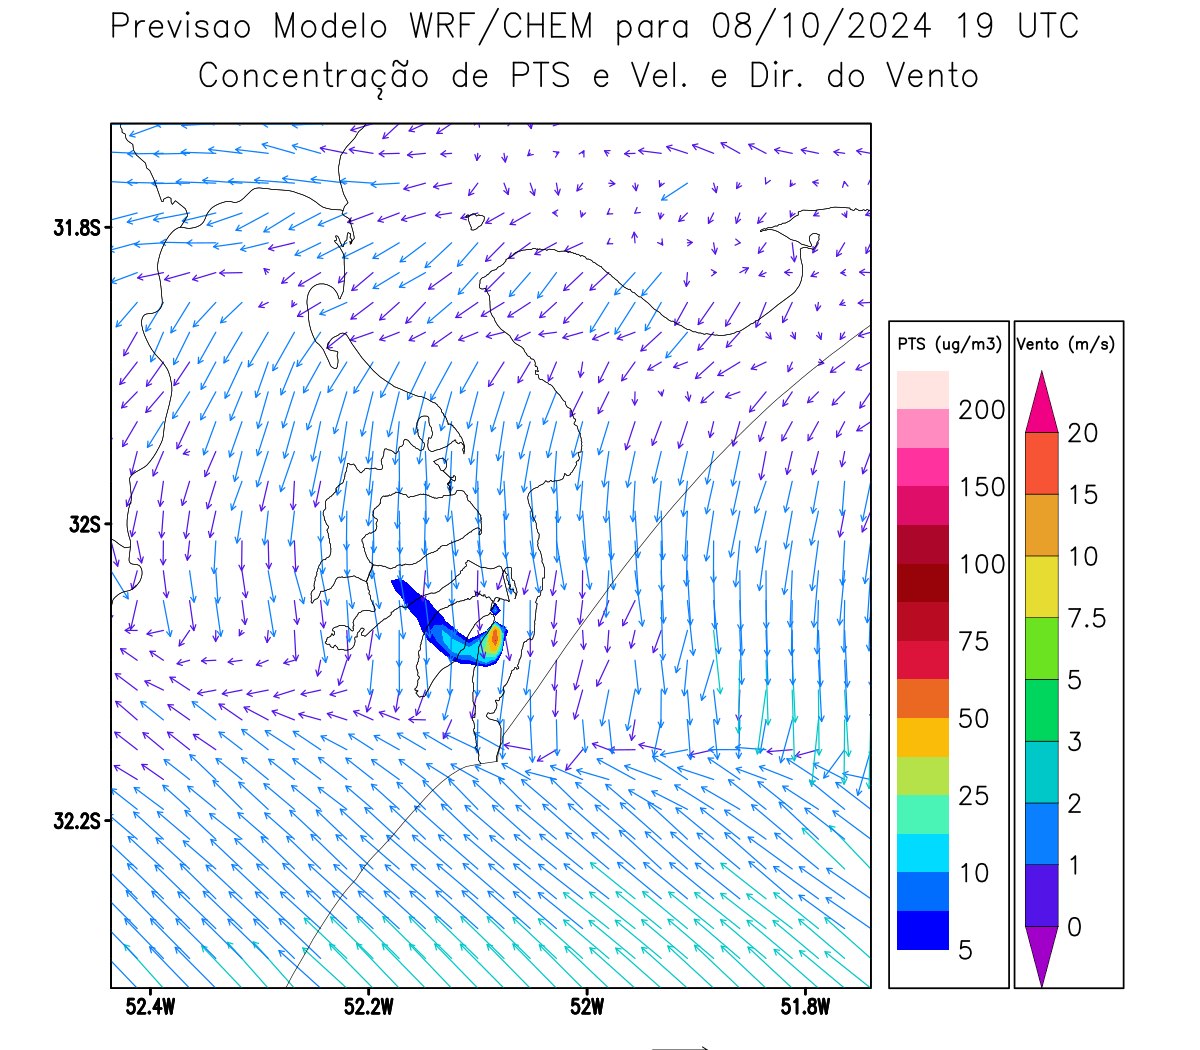 Previsao Modelo WRF/CHEM para 08/10/2024 19 UTC
Concentração de PTS e Vel. e Dir. do Vento
31.8S
32S
32.2S
52.4W 52.2W 52W 51.8W
PTS (ug/m3)
200
150
100
75
50
25
10
5
Vento (m/s)
20
15
10
7.5
5
3
2
1
0